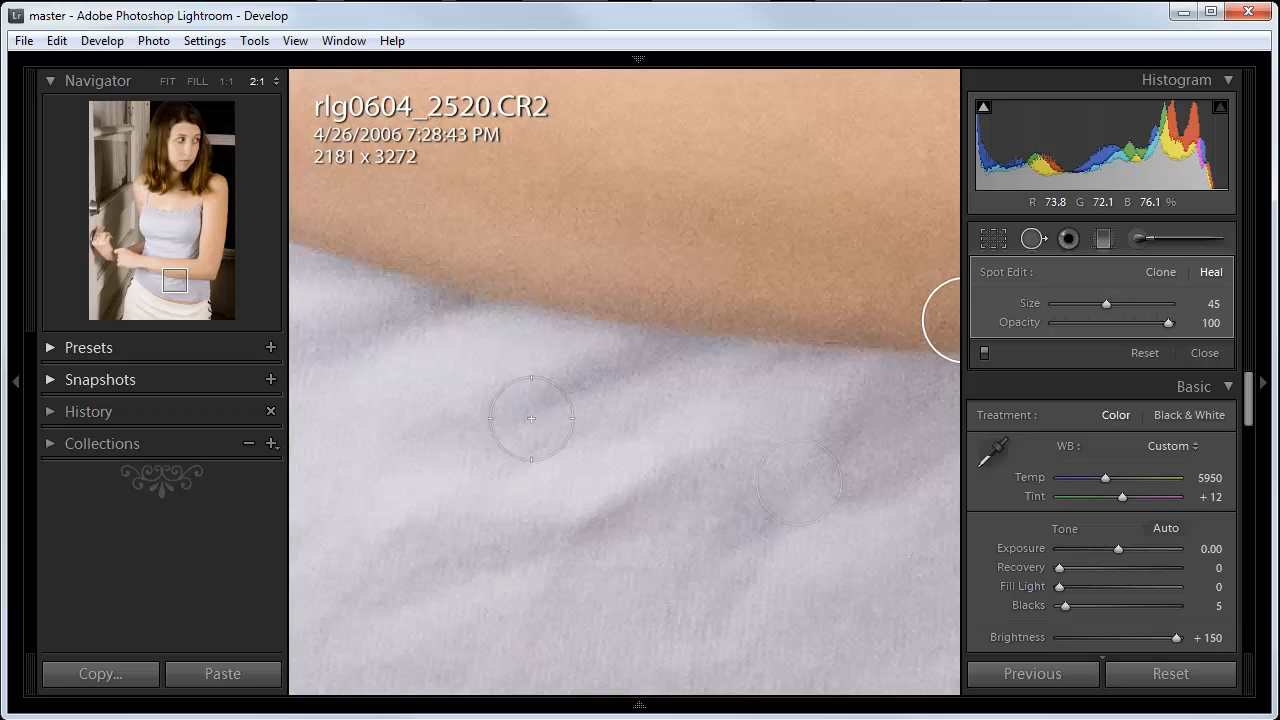 Lr master - Adobe Photoshop Lightroom - Develop
File Edit Develop Photo Settings Tools View Window Help
Navigator FIT FILL 1:1 2:1
Presets
Snapshots
History
Collections
Copy... Paste
rlg0604_2520.CR2
4/26/2006 7:28:43 PM
2181 x 3272
Histogram
R 73.8 G 72.1 B 76.1 %
Spot Edit : Clone Heal
Size 45
Opacity 100
Reset Close
Basic
Treatment : Color Black & White
WB : Custom
Temp 5950
Tint + 12
Tone Auto
Exposure 0.00
Recovery 0
Fill Light 0
Blacks 5
Brightness + 150
Previous Reset